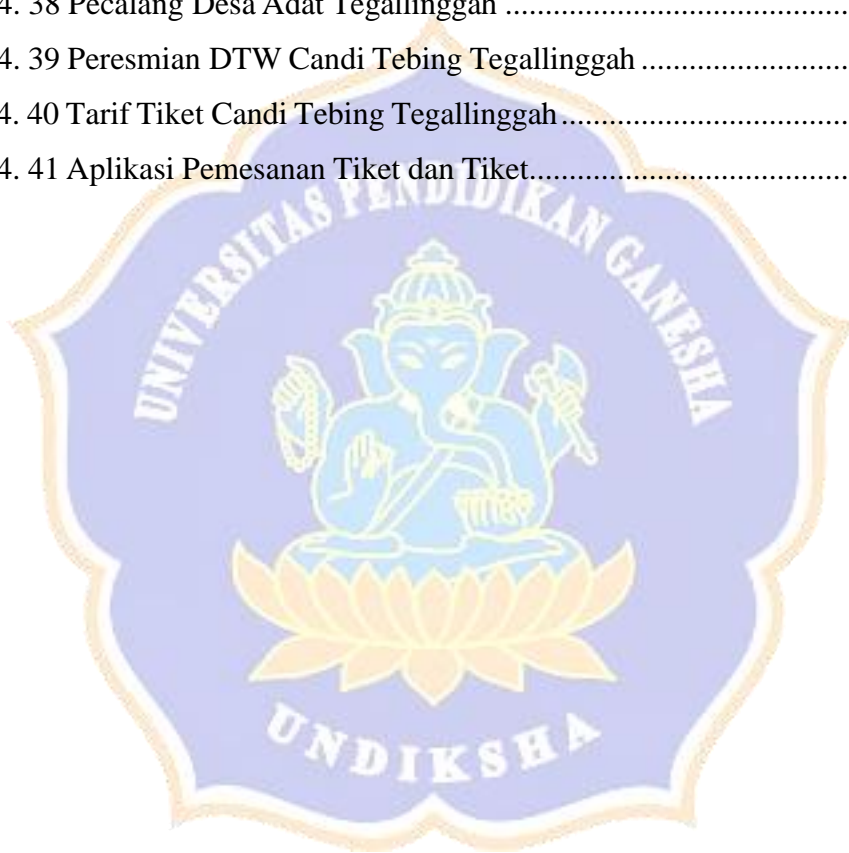 4. 38 Pecalang Desa Adat Tegallinggah ............................................
4. 39 Peresmian DTW Candi Tebing Tegallinggah ..........................
4. 40 Tarif Tiket Candi Tebing Tegallinggah ....................................
4. 41 Aplikasi Pemesanan Tiket dan Tiket........................................
UNIVERSITAS PENDIDIKAN GANESHA
UNDIKSHA